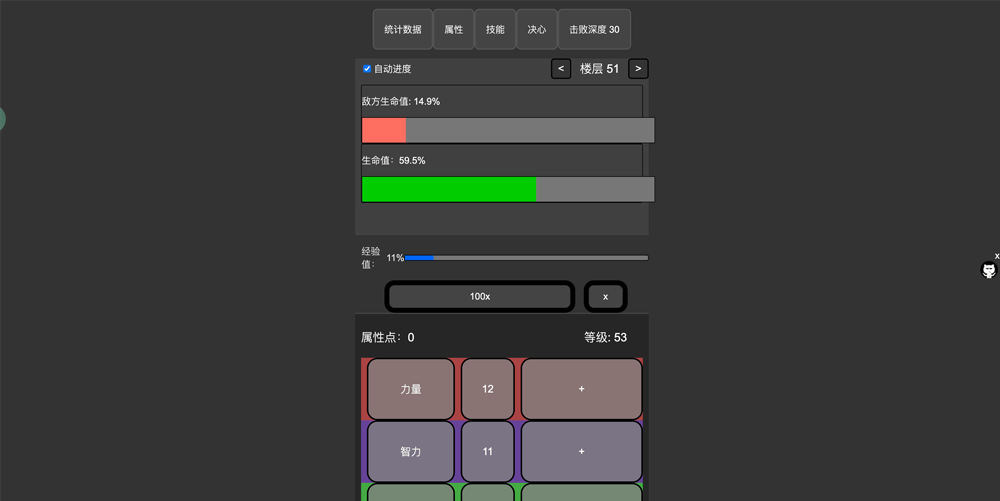 统计数据 属性 技能 决心 击败深度 30
自动进度 < 楼层 51 >
敌方生命值: 14.9%
生命值：59.5%
经验值： 11%
100x x
x
属性点：0 等级: 53
力量 12 +
智力 11 +